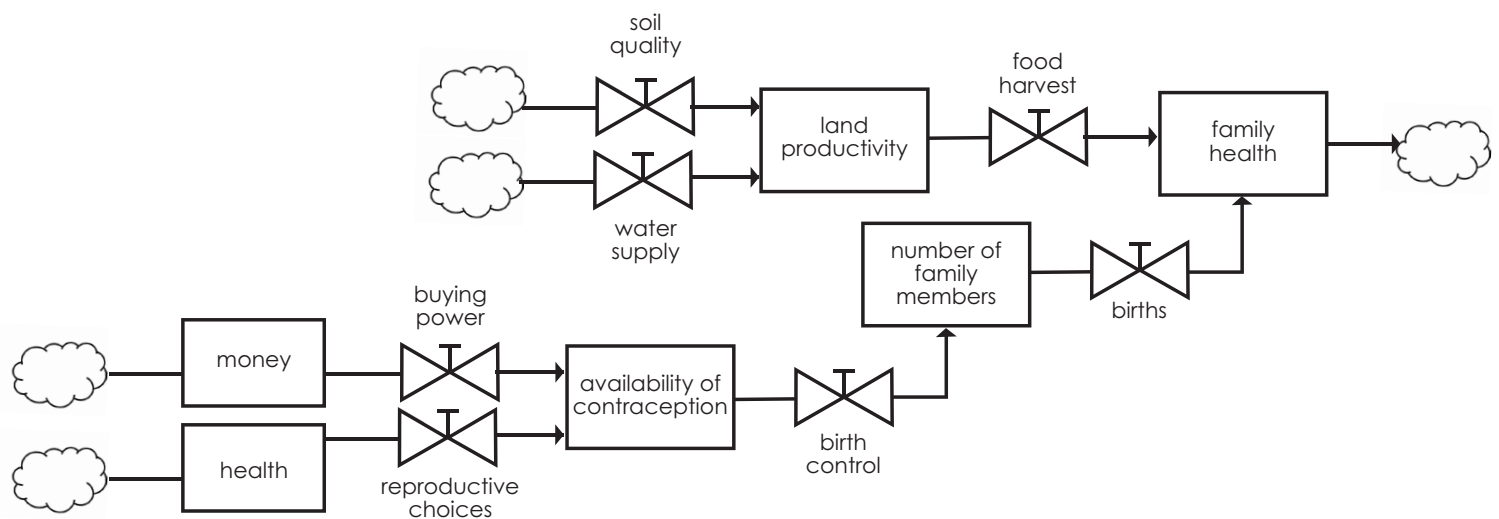 soil
quality
food
harvest
land
productivity
family
health
water
supply
number of
family
members
births
buying
power
money
availability of
contraception
birth
control
health
reproductive
choices